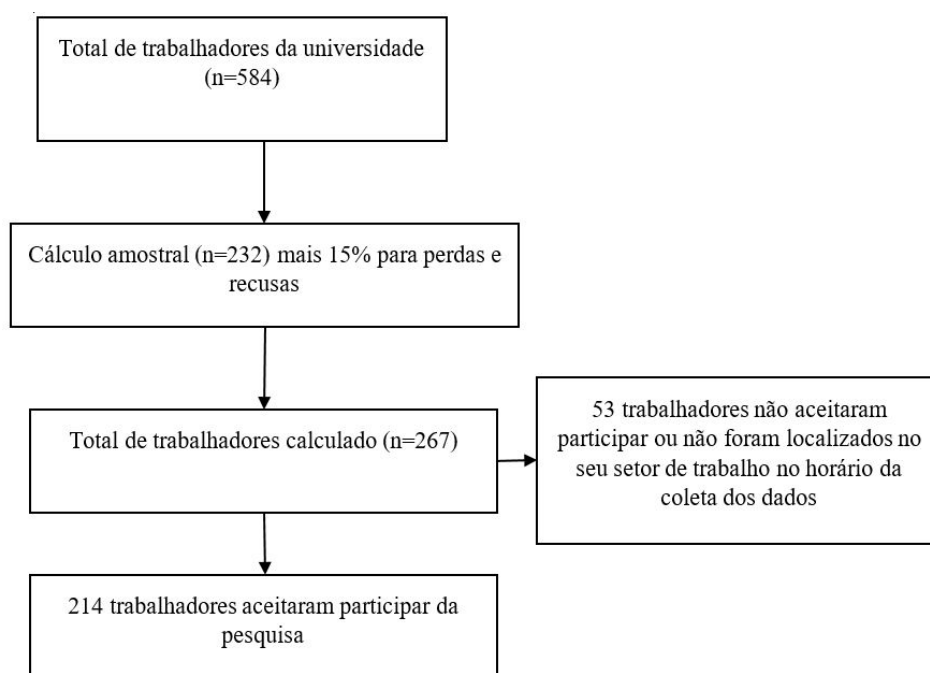 Total de trabalhadores da universidade
(n=584)
Cálculo amostral (n=232) mais 15% para perdas e
recusas
Total de trabalhadores calculado (n=267)
53 trabalhadores não aceitaram
participar ou não foram localizados no
seu setor de trabalho no horário da
coleta dos dados
214 trabalhadores aceitaram participar da
pesquisa